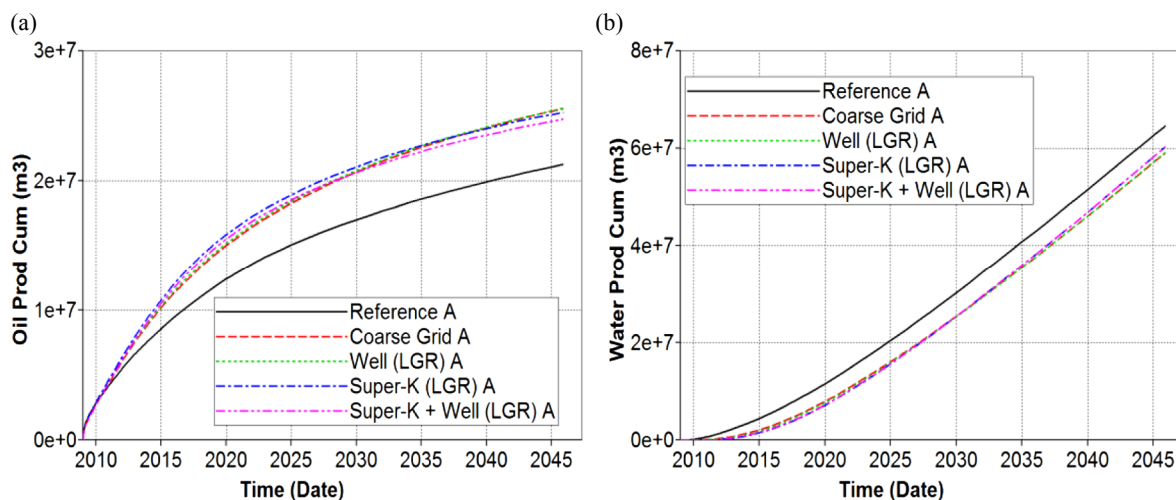 (a)
Oil Prod Cum (m3)
3e+7
2e+7
1e+7
0e+0
Reference A
Coarse Grid A
Well (LGR) A
Super-K (LGR) A
Super-K + Well (LGR) A
2010 2015 2020 2025 2030 2035 2040 2045
Time (Date)
(b)
Water Prod Cum (m3)
8e+7
6e+7
4e+7
2e+7
0e+0
Reference A
Coarse Grid A
Well (LGR) A
Super-K (LGR) A
Super-K + Well (LGR) A
2010 2015 2020 2025 2030 2035 2040 2045
Time (Date)